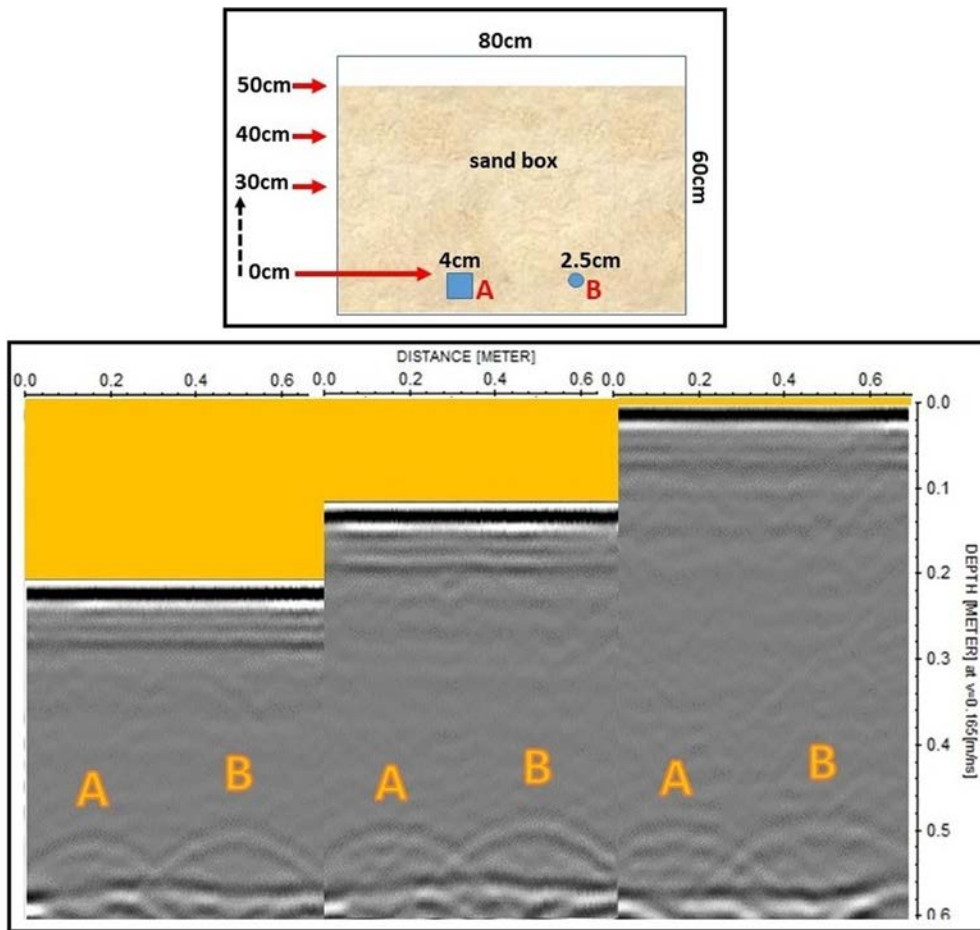 80cm
50cm
40cm
30cm
sand box
60cm
4cm
2.5cm
0cm
A
B
DISTANCE [METER]
0.0 0.2 0.4 0.6 0.0 0.2 0.4 0.6 0.0 0.2 0.4 0.6
0.0
0.1
0.2
0.3
0.4
0.5
0.6
DEPTH [METER] at v=0.165[m/ns]
A B A B A B